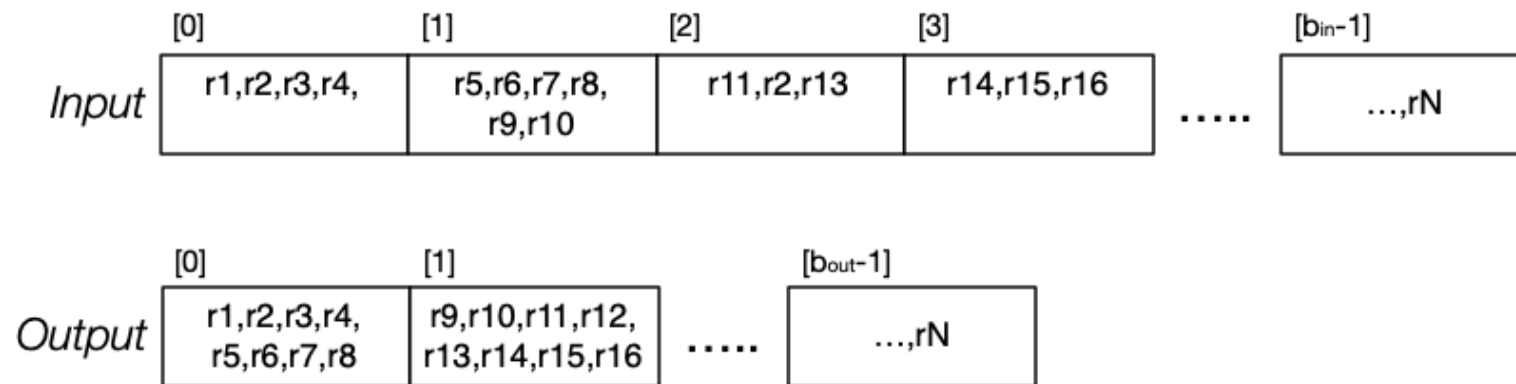 [0] [1] [2] [3] [bin-1]
Input r1,r2,r3,r4, r5,r6,r7,r8, r11,r2,r13 r14,r15,r16 ..... ...,rN
r9,r10
[0] [1] [bout-1]
Output r1,r2,r3,r4, r9,r10,r11,r12, ..... ...,rN
r5,r6,r7,r8 r13,r14,r15,r16